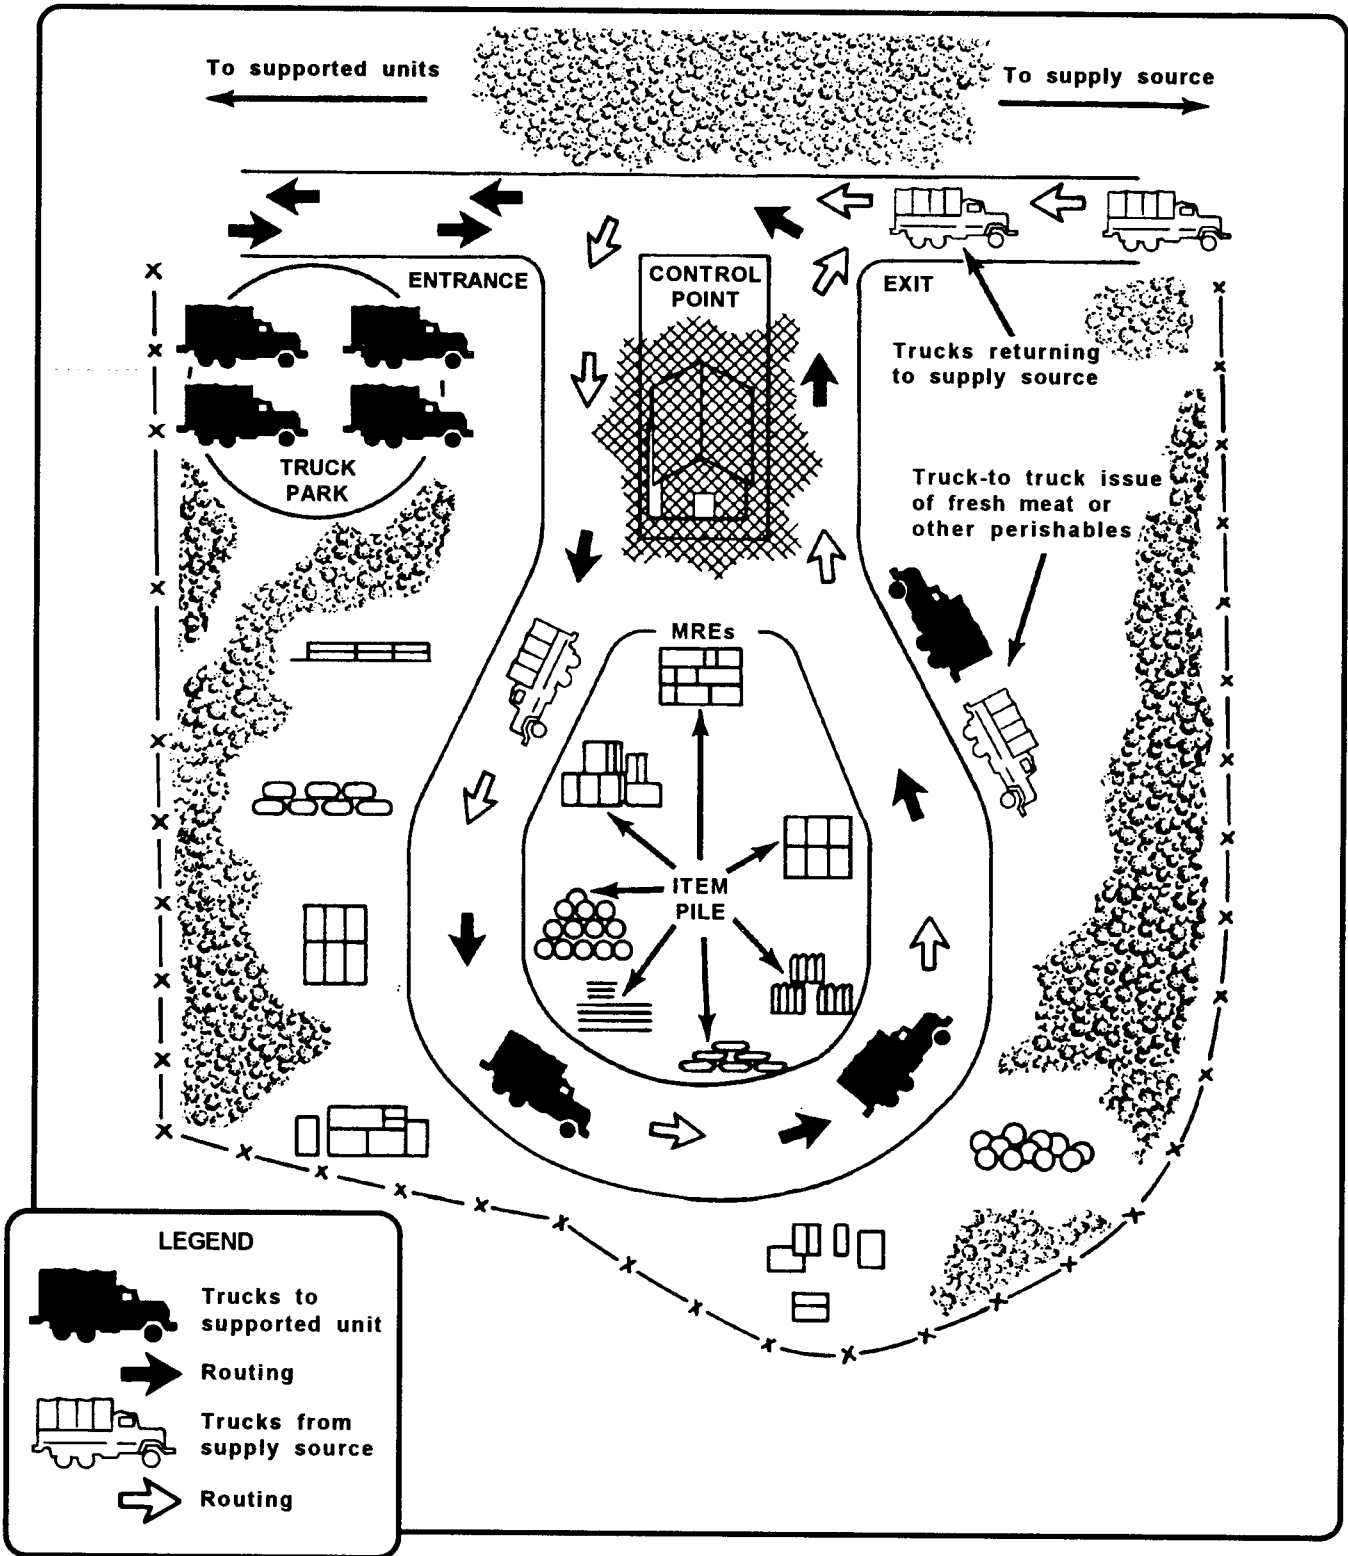 To supported units
To supply source
ENTRANCE
CONTROL
POINT
EXIT
Trucks returning
to supply source
TRUCK
PARK
Truck-to truck issue
of fresh meat or
other perishables
MREs
ITEM
PILE
LEGEND
Trucks to
supported unit
Routing
Trucks from
supply source
Routing